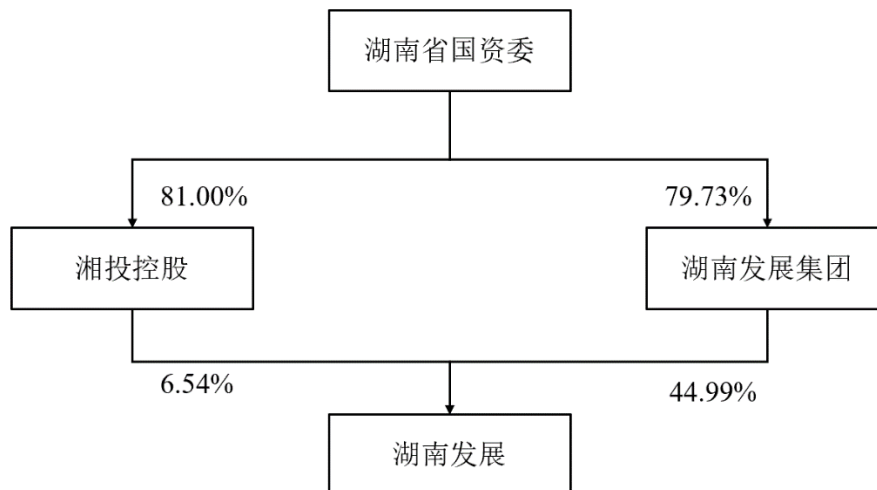 湖南省国资委
81.00%
79.73%
湘投控股
湖南发展集团
6.54%
44.99%
湖南发展